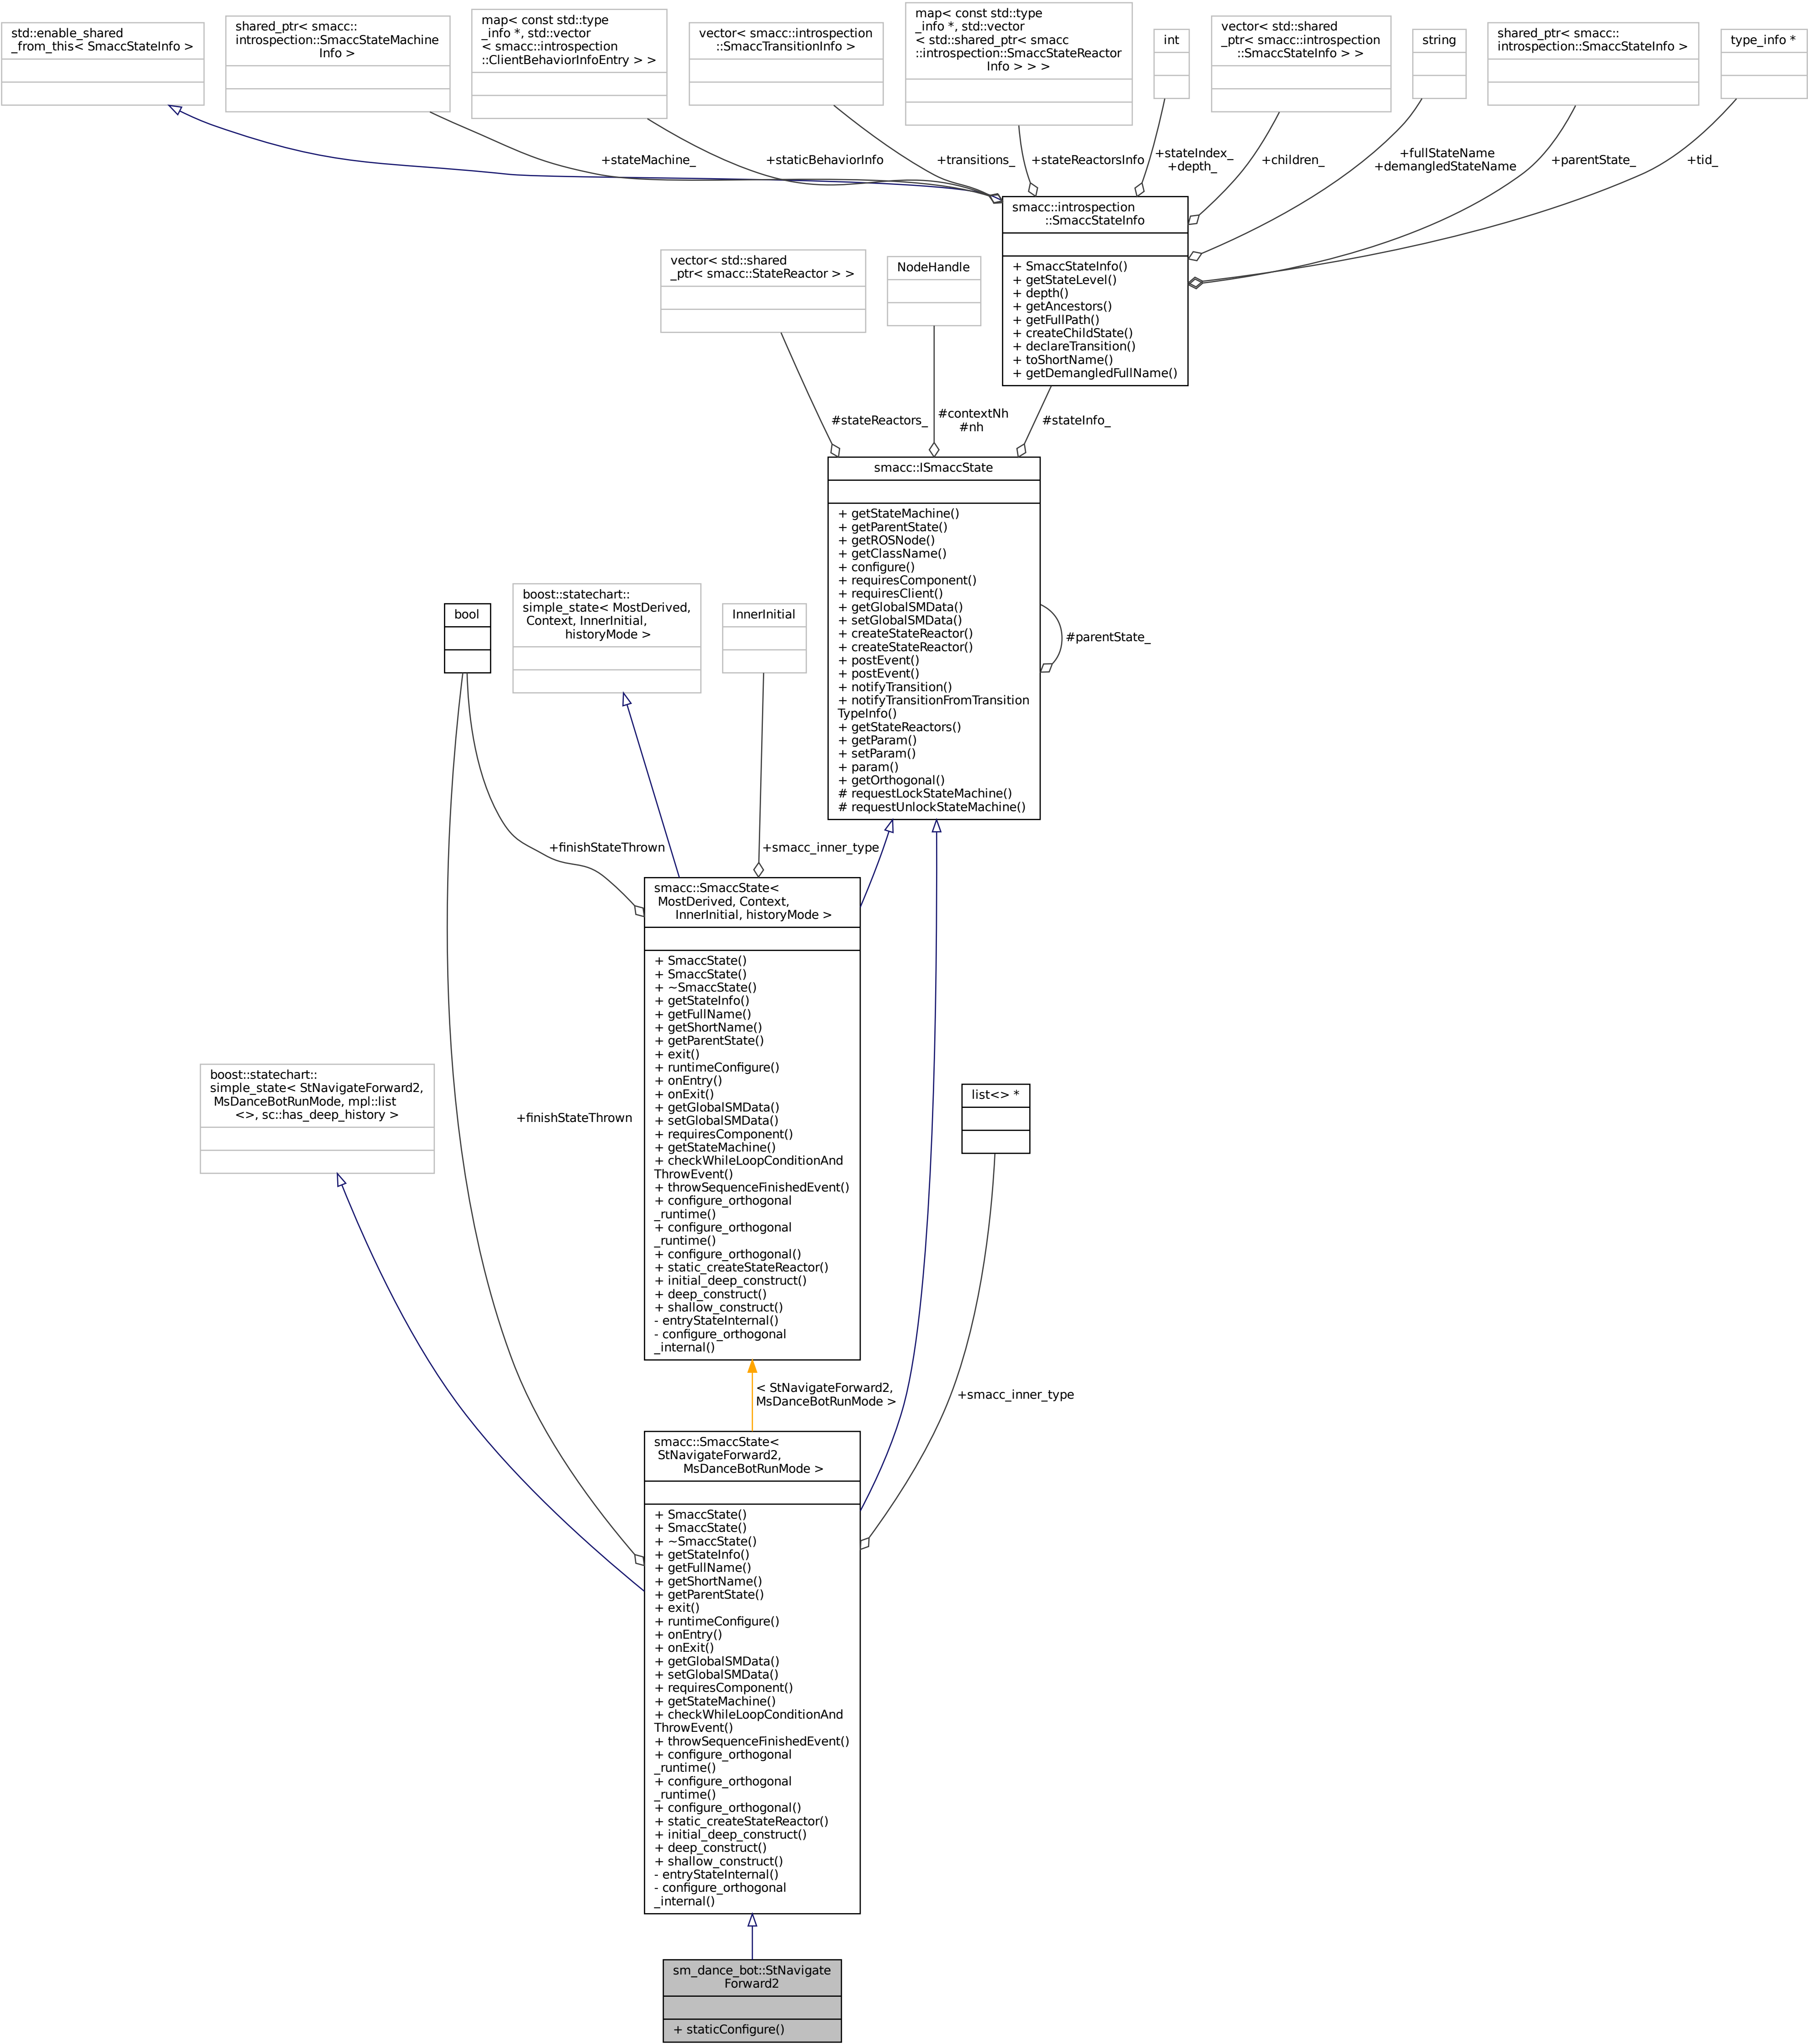 std::enable_shared
_from_this< SmaccStateInfo >
shared_ptr< smacc::
introspection::SmaccStateMachine
Info >
map< const std::type
_info *, std::vector
< smacc::introspection
::ClientBehaviorInfoEntry > >
vector< smacc::introspection
::SmaccTransitionInfo >
map< const std::type
_info *, std::vector
< std::shared_ptr< smacc
::introspection::SmaccStateReactor
Info > > >
int
vector< std::shared
_ptr< smacc::introspection
::SmaccStateInfo > >
string
shared_ptr< smacc::
introspection::SmaccStateInfo >
type_info *
+stateMachine_
+staticBehaviorInfo
+transitions_
+stateReactorsInfo
+stateIndex_
+depth_
+children_
+fullStateName
+demangledStateName
+parentState_
+tid_
smacc::introspection
::SmaccStateInfo
+ SmaccStateInfo()
+ getStateLevel()
+ depth()
+ getAncestors()
+ getFullPath()
+ createChildState()
+ declareTransition()
+ toShortName()
+ getDemangledFullName()
vector< std::shared
_ptr< smacc::StateReactor > >
NodeHandle
#stateReactors_
#contextNh
#nh
#stateInfo_
smacc::ISmaccState
+ getStateMachine()
+ getParentState()
+ getROSNode()
+ getClassName()
+ configure()
+ requiresComponent()
+ requiresClient()
+ getGlobalSMData()
+ setGlobalSMData()
+ createStateReactor()
+ createStateReactor()
+ postEvent()
+ postEvent()
+ notifyTransition()
+ notifyTransitionFromTransition
TypeInfo()
+ getStateReactors()
+ getParam()
+ setParam()
+ param()
+ getOrthogonal()
# requestLockStateMachine()
# requestUnlockStateMachine()
#parentState_
bool
boost::statechart::
simple_state< MostDerived,
Context, InnerInitial,
historyMode >
InnerInitial
+finishStateThrown
+smacc_inner_type
smacc::SmaccState<
MostDerived, Context,
InnerInitial, historyMode >
+ SmaccState()
+ SmaccState()
+ ~SmaccState()
+ getStateInfo()
+ getFullName()
+ getShortName()
+ getParentState()
+ exit()
+ runtimeConfigure()
+ onEntry()
+ onExit()
+ getGlobalSMData()
+ setGlobalSMData()
+ requiresComponent()
+ getStateMachine()
+ checkWhileLoopConditionAnd
ThrowEvent()
+ throwSequenceFinishedEvent()
+ configure_orthogonal
_runtime()
+ configure_orthogonal
_runtime()
+ configure_orthogonal()
+ static_createStateReactor()
+ initial_deep_construct()
+ deep_construct()
+ shallow_construct()
- entryStateInternal()
- configure_orthogonal
_internal()
boost::statechart::
simple_state< StNavigateForward2,
MsDanceBotRunMode, mpl::list
<>, sc::has_deep_history >
+finishStateThrown
list<> *
< StNavigateForward2,
MsDanceBotRunMode >
+smacc_inner_type
smacc::SmaccState<
StNavigateForward2,
MsDanceBotRunMode >
+ SmaccState()
+ SmaccState()
+ ~SmaccState()
+ getStateInfo()
+ getFullName()
+ getShortName()
+ getParentState()
+ exit()
+ runtimeConfigure()
+ onEntry()
+ onExit()
+ getGlobalSMData()
+ setGlobalSMData()
+ requiresComponent()
+ getStateMachine()
+ checkWhileLoopConditionAnd
ThrowEvent()
+ throwSequenceFinishedEvent()
+ configure_orthogonal
_runtime()
+ configure_orthogonal
_runtime()
+ configure_orthogonal()
+ static_createStateReactor()
+ initial_deep_construct()
+ deep_construct()
+ shallow_construct()
- entryStateInternal()
- configure_orthogonal
_internal()
sm_dance_bot::StNavigate
Forward2
+ staticConfigure()